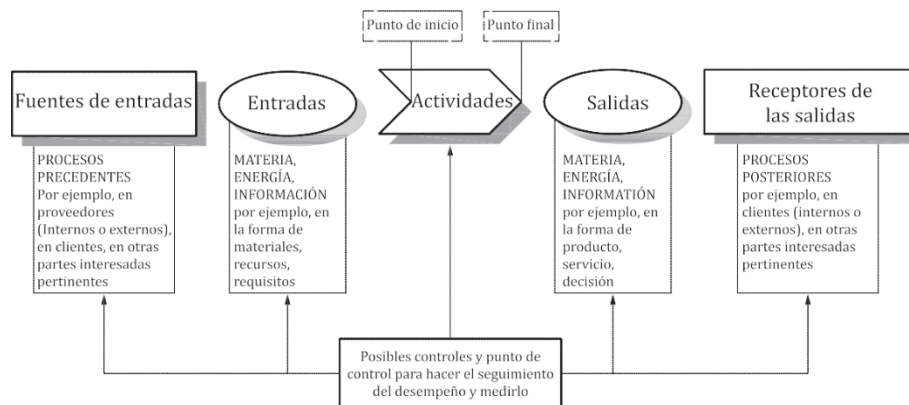 Punto de inicio
Punto final
Fuentes de entradas
Entradas
Actividades
Salidas
Receptores de
las salidas
PROCESOS
PRECEDENTES
Por ejemplo, en
proveedores
(Internos o externos),
en clientes, en otras
partes interesadas
pertinentes
MATERIA,
ENERGÍA,
INFORMACIÓN
por ejemplo, en
la forma de
materiales,
recursos,
requisitos
MATERIA,
ENERGÍA,
INFORMATIÓN
por ejemplo, en
la forma de
producto,
servicio,
decisión
PROCESOS
POSTERIORES
por ejemplo, en
clientes (internos o
externos), en otras
partes interesadas
pertinentes
Posibles controles y punto de
control para hacer el seguimiento
del desempeño y medirlo